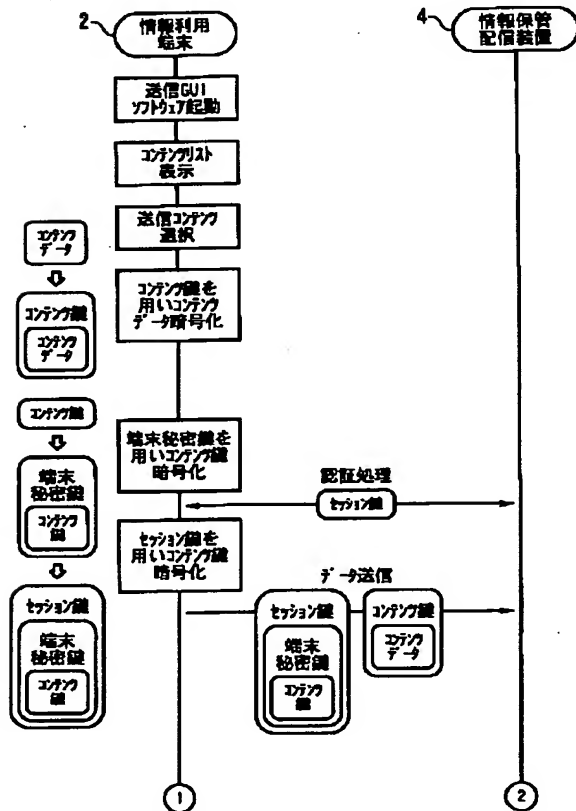 2
情報利用
端末
4
情報保管
配信装置
送信GUI
ソフトウェア起動
コンテンツリスト
表示
送信コンテンツ
選択
コンテンツ
データ
コンテンツ鍵を
用いコンテンツ
データ暗号化
コンテンツ鍵
コンテンツ
データ
コンテンツ鍵
端末秘密鍵を
用いコンテンツ鍵
暗号化
端末
秘密鍵
コンテンツ
鍵
認証処理
セッション鍵
セッション鍵を
用いコンテンツ鍵
暗号化
データ送信
セッション鍵
端末
秘密鍵
コンテンツ
鍵
セッション鍵
端末
秘密鍵
コンテンツ
鍵
コンテンツ鍵
コンテンツ
データ
1
2